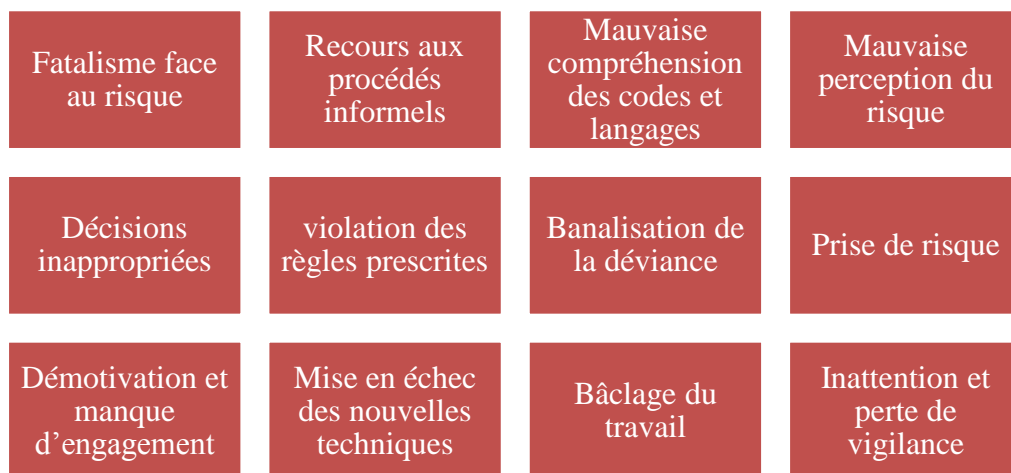 Fatalisme face
au risque
Recours aux
procédés
informels
Mauvaise
compréhension
des codes et
langages
Mauvaise
perception du
risque
Décisions
inappropriées
violation des
règles prescrites
Banalisation de
la déviance
Prise de risque
Démotivation et
manque
d’engagement
Mise en échec
des nouvelles
techniques
Bâclage du
travail
Inattention et
perte de
vigilance